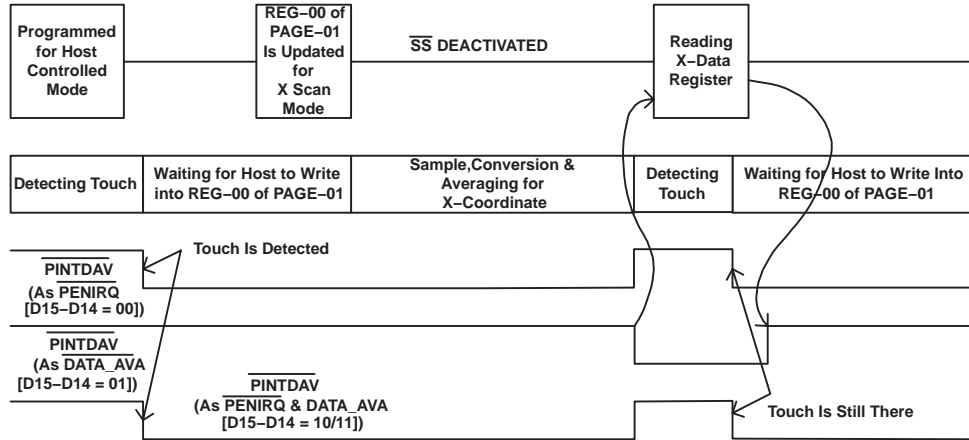 Programmed
for Host
Controlled
Mode
REG–00 of
PAGE–01
Is Updated
for
X Scan
Mode
SS DEACTIVATED
Reading
X–Data
Register
Detecting Touch
Waiting for Host to Write
into REG–00 of PAGE–01
Sample,Conversion &
Averaging for
X–Coordinate
Detecting
Touch
Waiting for Host to Write Into
REG–00 of PAGE–01
Touch Is Detected
PINTDAV
(As PENIRQ
[D15–D14 = 00])
PINTDAV
(As DATA_AVA
[D15–D14 = 01])
PINTDAV
(As PENIRQ & DATA_AVA
[D15–D14 = 10/11])
Touch Is Still There